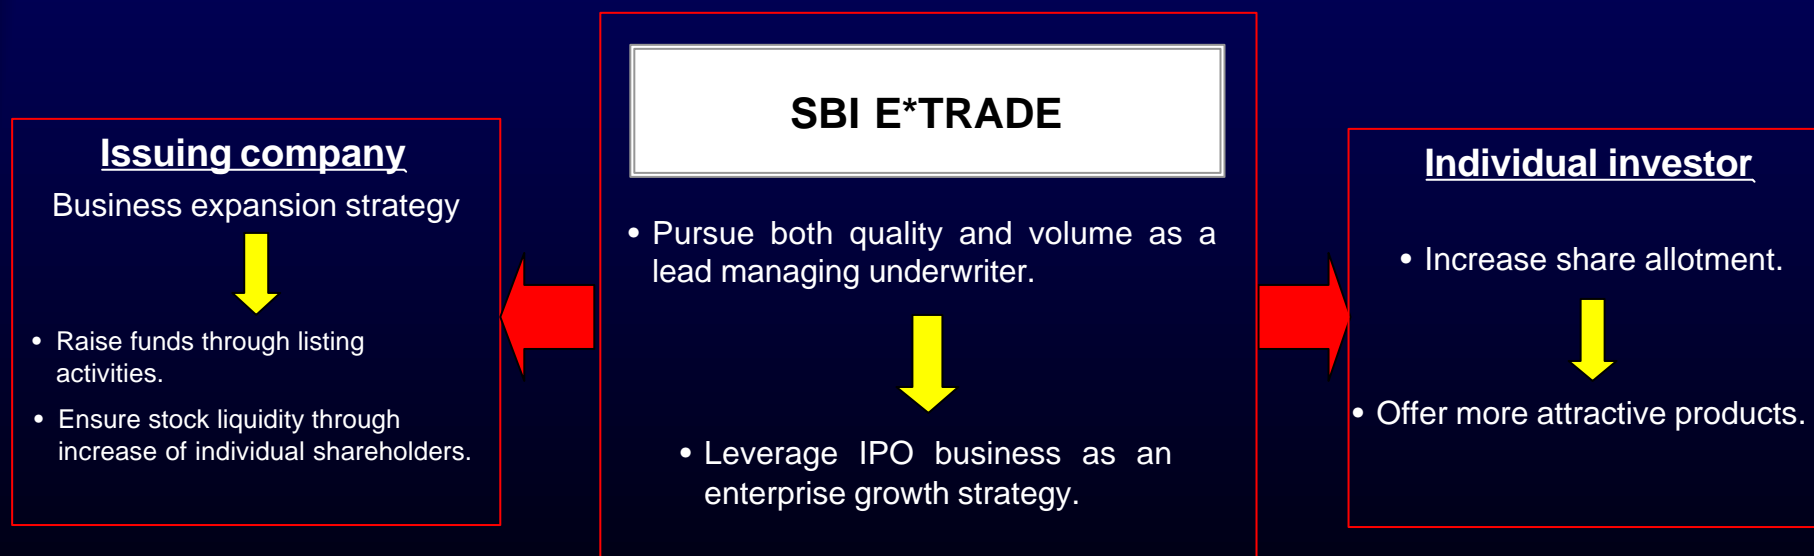 Issuing company
Business expansion strategy
• Raise funds through listing
activities.
• Ensure stock liquidity through
increase of individual shareholders.
SBI E*TRADE
• Pursue both quality and volume as a
lead managing underwriter.
• Leverage IPO business as an
enterprise growth strategy.
Individual investor
• Increase share allotment.
• Offer more attractive products.